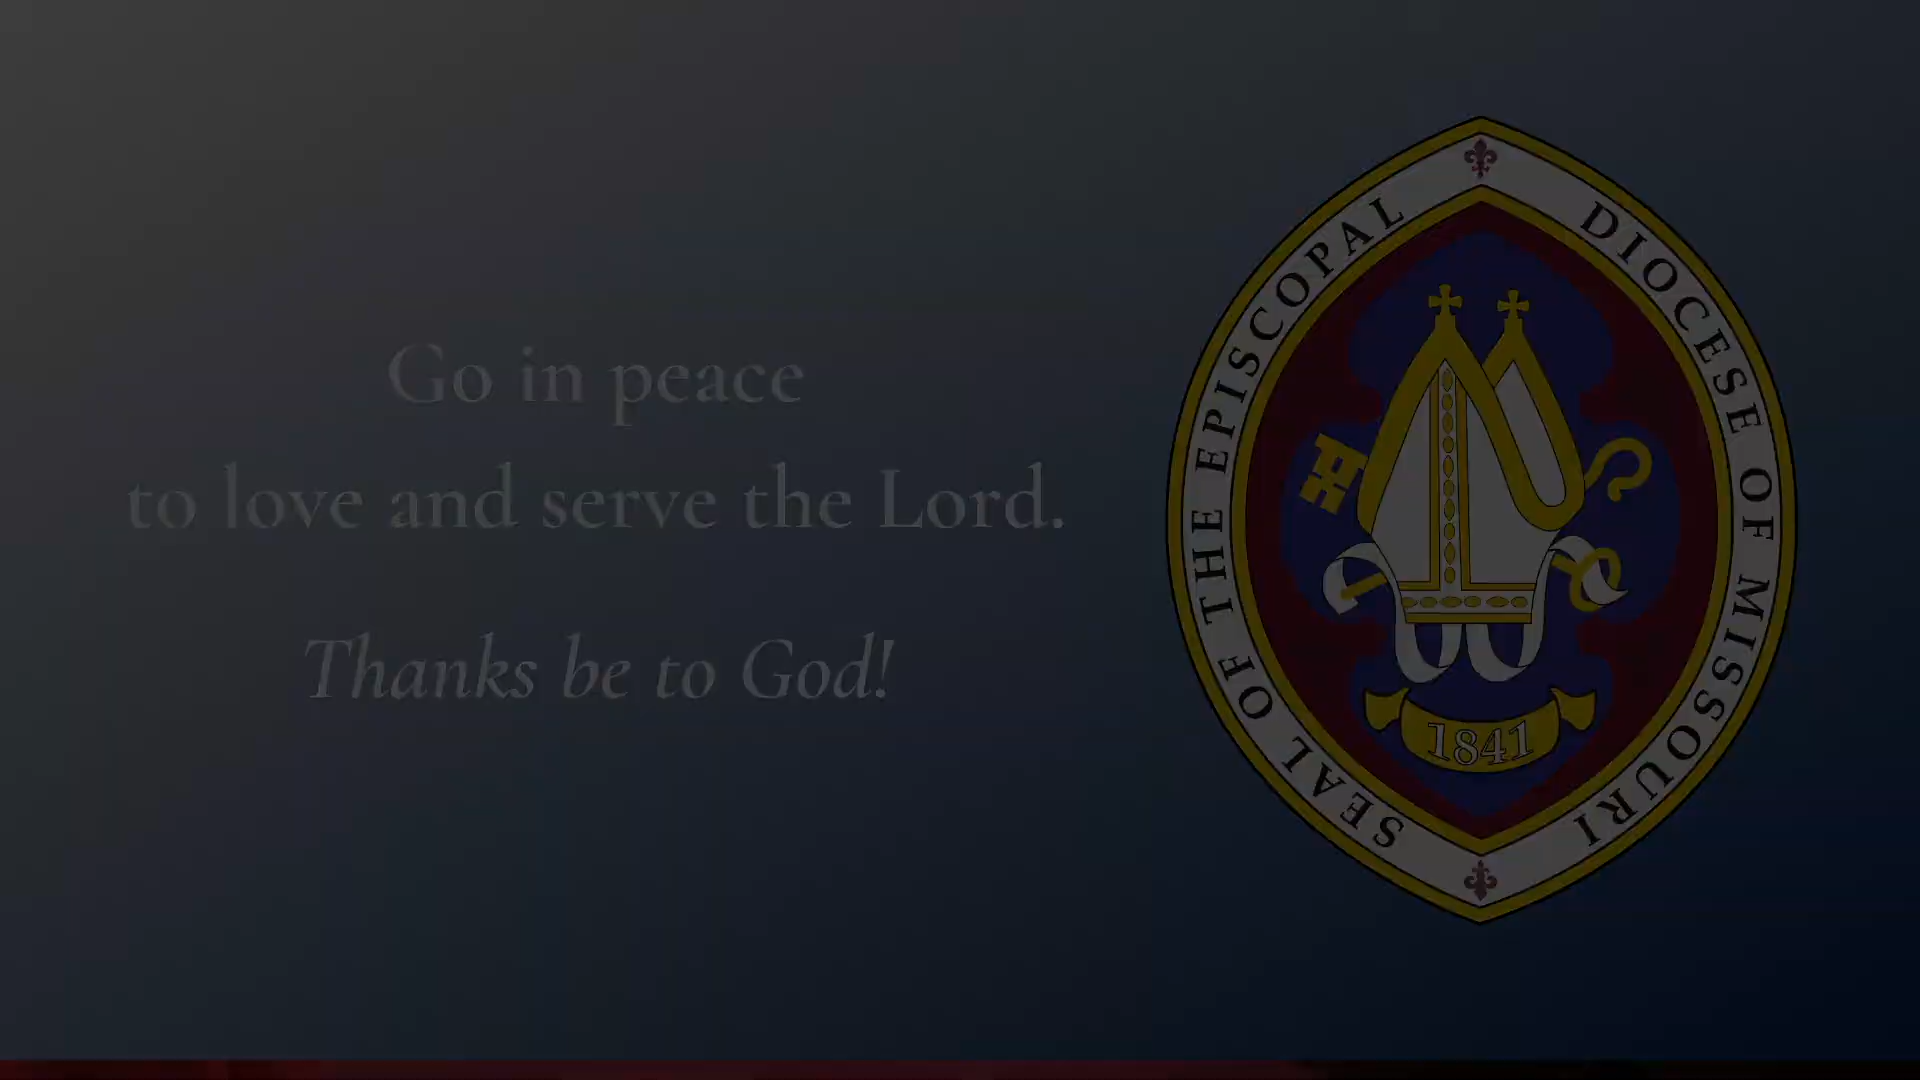 Go in peace
to love and serve the Lord.
Thanks be to God!
SEAL OF THE EPISCOPAL DIOCESE OF MISSOURI
1841